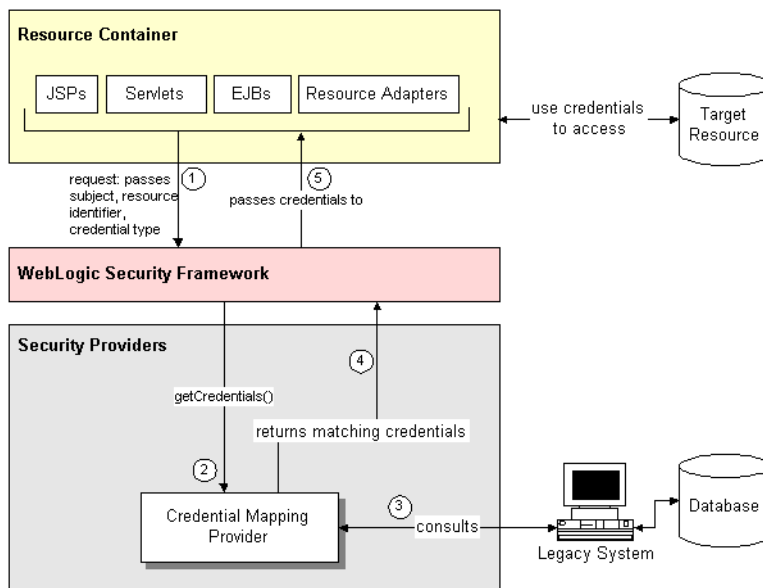 Resource Container
JSPs
Servlets
EJBs
Resource Adapters
use credentials
to access
Target
Resource
1
request: passes
subject, resource
identifier,
credential type
5
passes credentials to
WebLogic Security Framework
Security Providers
4
getCredentials()
returns matching credentials
2
Credential Mapping
Provider
3
consults
Legacy System
Database